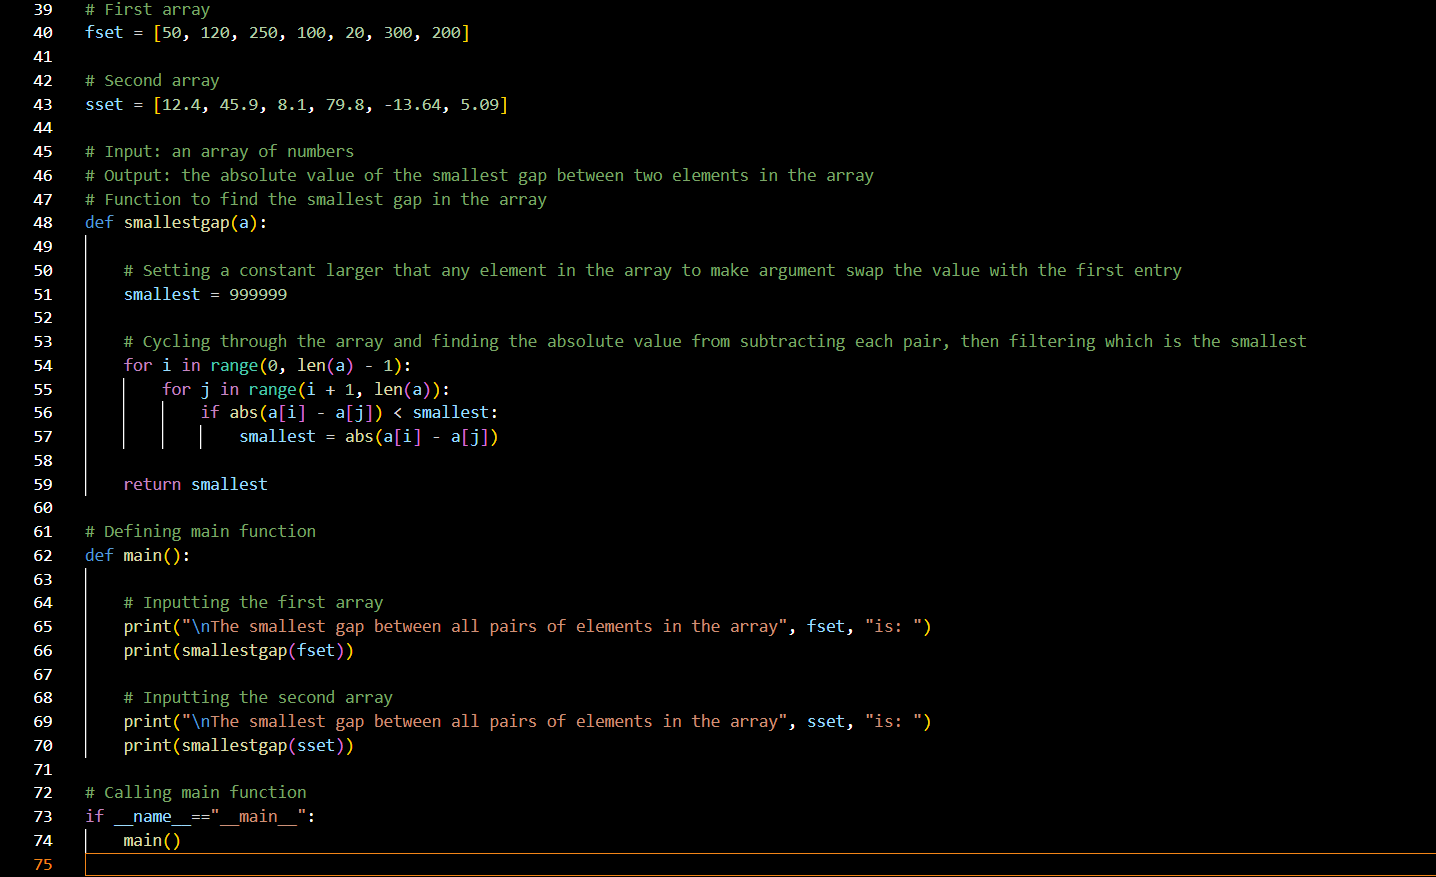 39 # First array
40 fset = [50, 120, 250, 100, 20, 300, 200]
41
42 # Second array
43 sset = [12.4, 45.9, 8.1, 79.8, -13.64, 5.09]
44
45 # Input: an array of numbers
46 # Output: the absolute value of the smallest gap between two elements in the array
47 # Function to find the smallest gap in the array
48 def smallestgap(a):
49
50     # Setting a constant larger that any element in the array to make argument swap the value with the first entry
51     smallest = 999999
52
53     # Cycling through the array and finding the absolute value from subtracting each pair, then filtering which is the smallest
54     for i in range(0, len(a) - 1):
55         for j in range(i + 1, len(a)):
56             if abs(a[i] - a[j]) < smallest:
57                 smallest = abs(a[i] - a[j])
58
59     return smallest
60
61 # Defining main function
62 def main():
63
64     # Inputting the first array
65     print("\nThe smallest gap between all pairs of elements in the array", fset, "is: ")
66     print(smallestgap(fset))
67
68     # Inputting the second array
69     print("\nThe smallest gap between all pairs of elements in the array", sset, "is: ")
70     print(smallestgap(sset))
71
72 # Calling main function
73 if __name__=="__main__":
74     main()
75